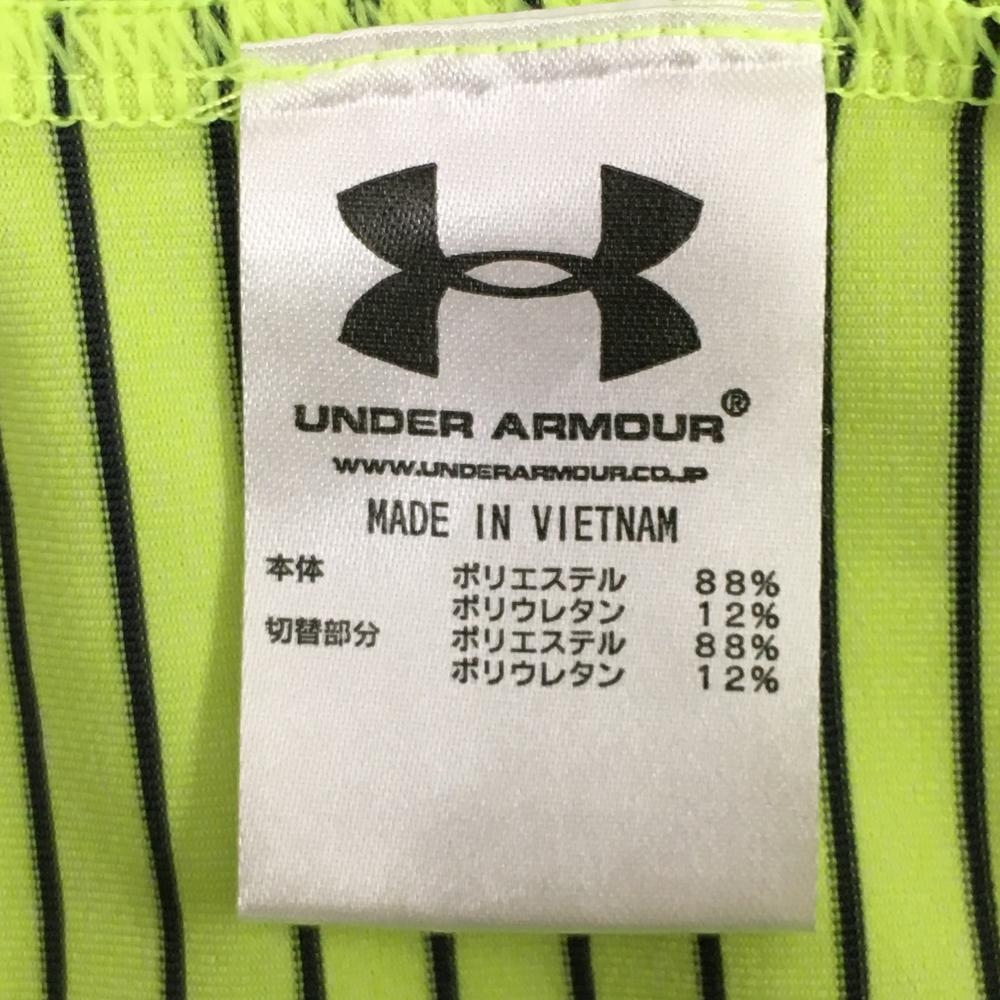 UNDER ARMOUR®
WWW.UNDERARMOUR.CO.JP
MADE IN VIETNAM
本体 ポリエステル 88%
ポリウレタン 12%
切替部分 ポリエステル 88%
ポリウレタン 12%